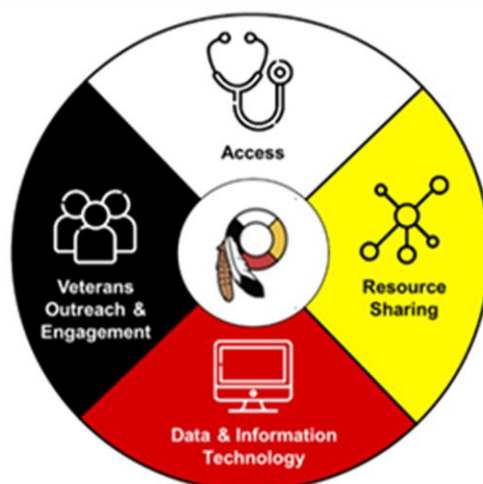 Access
Resource
Sharing
Data & Information
Technology
Veterans
Outreach &
Engagement